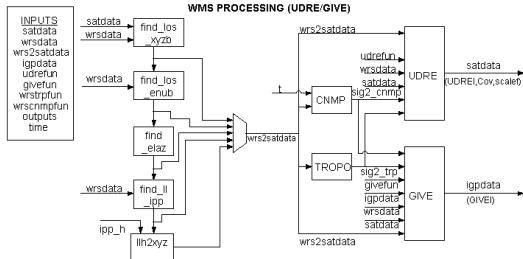 WMS PROCESSING (UDRE/GIVE)
INPUTS
satdata
wrsdata
wrs2satdata
igpdata
udrefun
givefun
wrstrpfun
wrscnmpfun
outputs
time
satdata
wrsdata
find_los
_xyzb
wrsdata
find_los
_enub
find
_elaz
wrsdata
find_ll
_ipp
ipp_h
llh2xyz
wrs2satdata
t
CNMP
TROPO
wrs2satdata
udrefun
wrsdata
satdata
sig2_cnmp
UDRE
satdata
(UDREI,Cov,scalef)
sig2_trp
givefun
igpdata
wrsdata
satdata
wrs2satdata
GIVE
igpdata
(GIVEI)